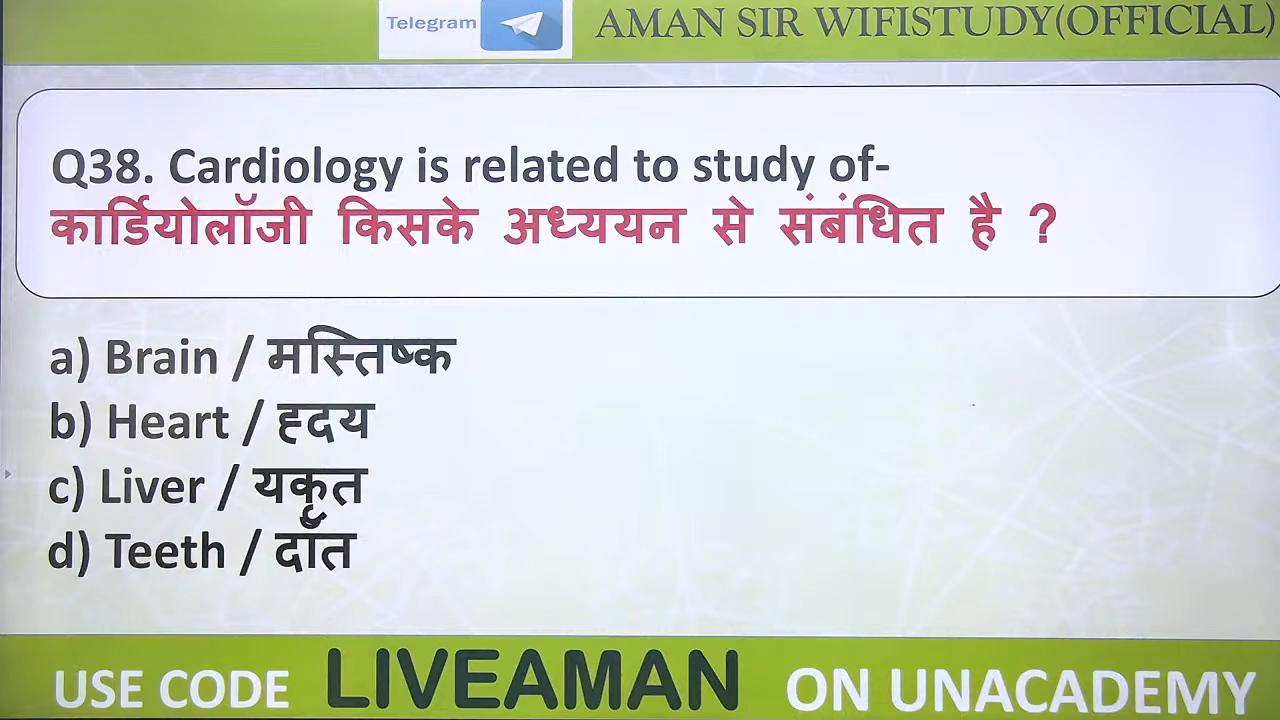 Telegram
AMAN SIR WIFISTUDY(OFFICIAL)
Q38. Cardiology is related to study of-
कार्डियोलॉजी किसके अध्ययन से संबंधित है ?
a) Brain / मस्तिष्क
b) Heart / ह्दय
c) Liver / यकृत
d) Teeth / दाँत
USE CODE LIVEAMAN ON UNACADEMY